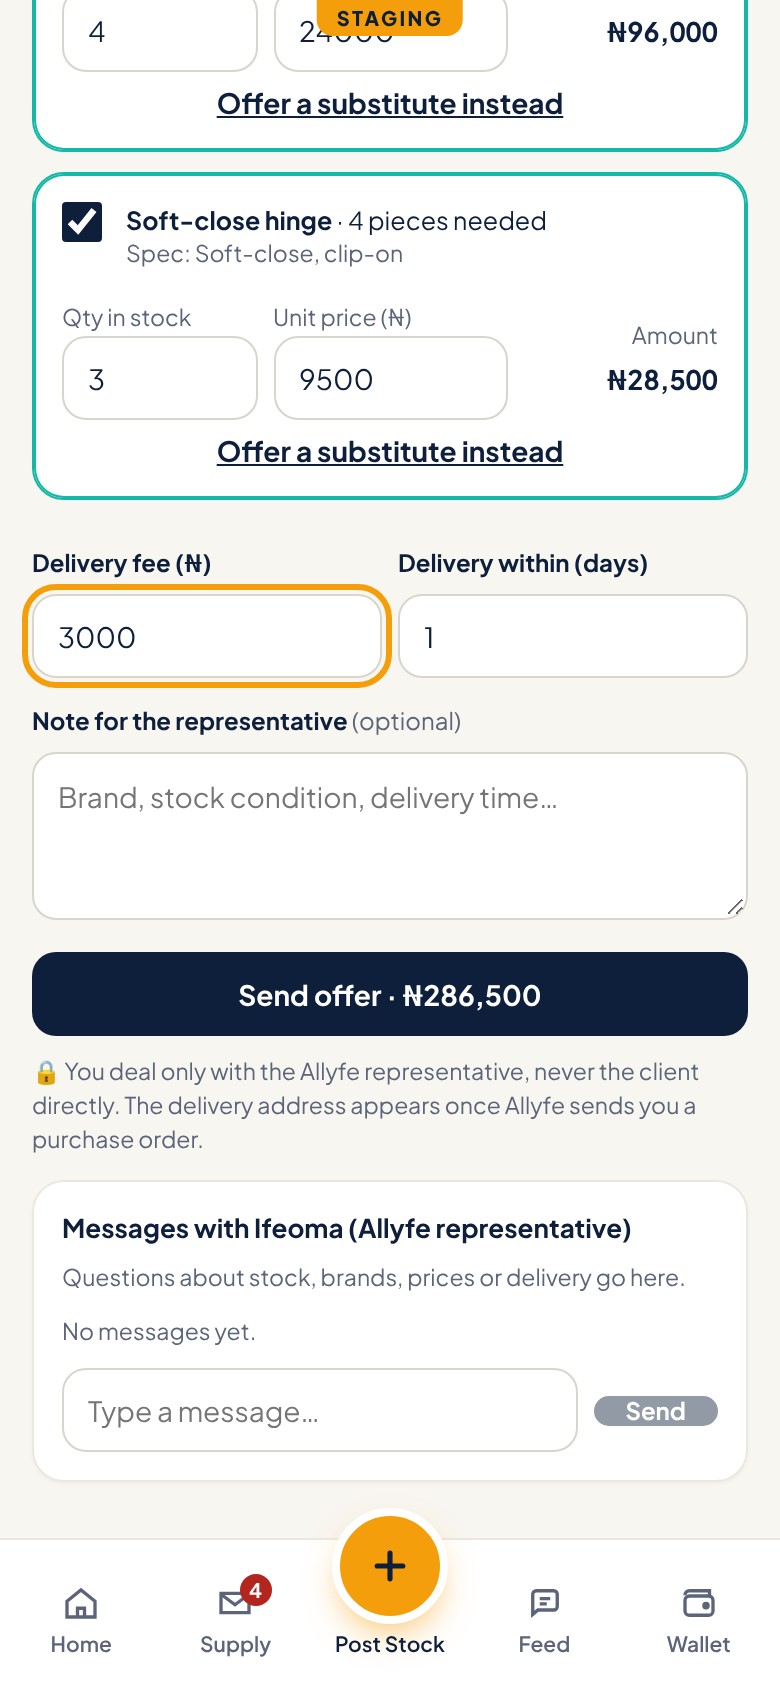 STAGING
4
24000
₦96,000
Offer a substitute instead
Soft-close hinge · 4 pieces needed
Spec: Soft-close, clip-on
Qty in stock
Unit price (₦)
Amount
3
9500
₦28,500
Offer a substitute instead
Delivery fee (₦)
Delivery within (days)
3000
1
Note for the representative (optional)
Brand, stock condition, delivery time...
Send offer · ₦286,500
🔒 You deal only with the Allyfe representative, never the client
directly. The delivery address appears once Allyfe sends you a
purchase order.
Messages with Ifeoma (Allyfe representative)
Questions about stock, brands, prices or delivery go here.
No messages yet.
Type a message...
Send
4
Home
Supply
Post Stock
Feed
Wallet